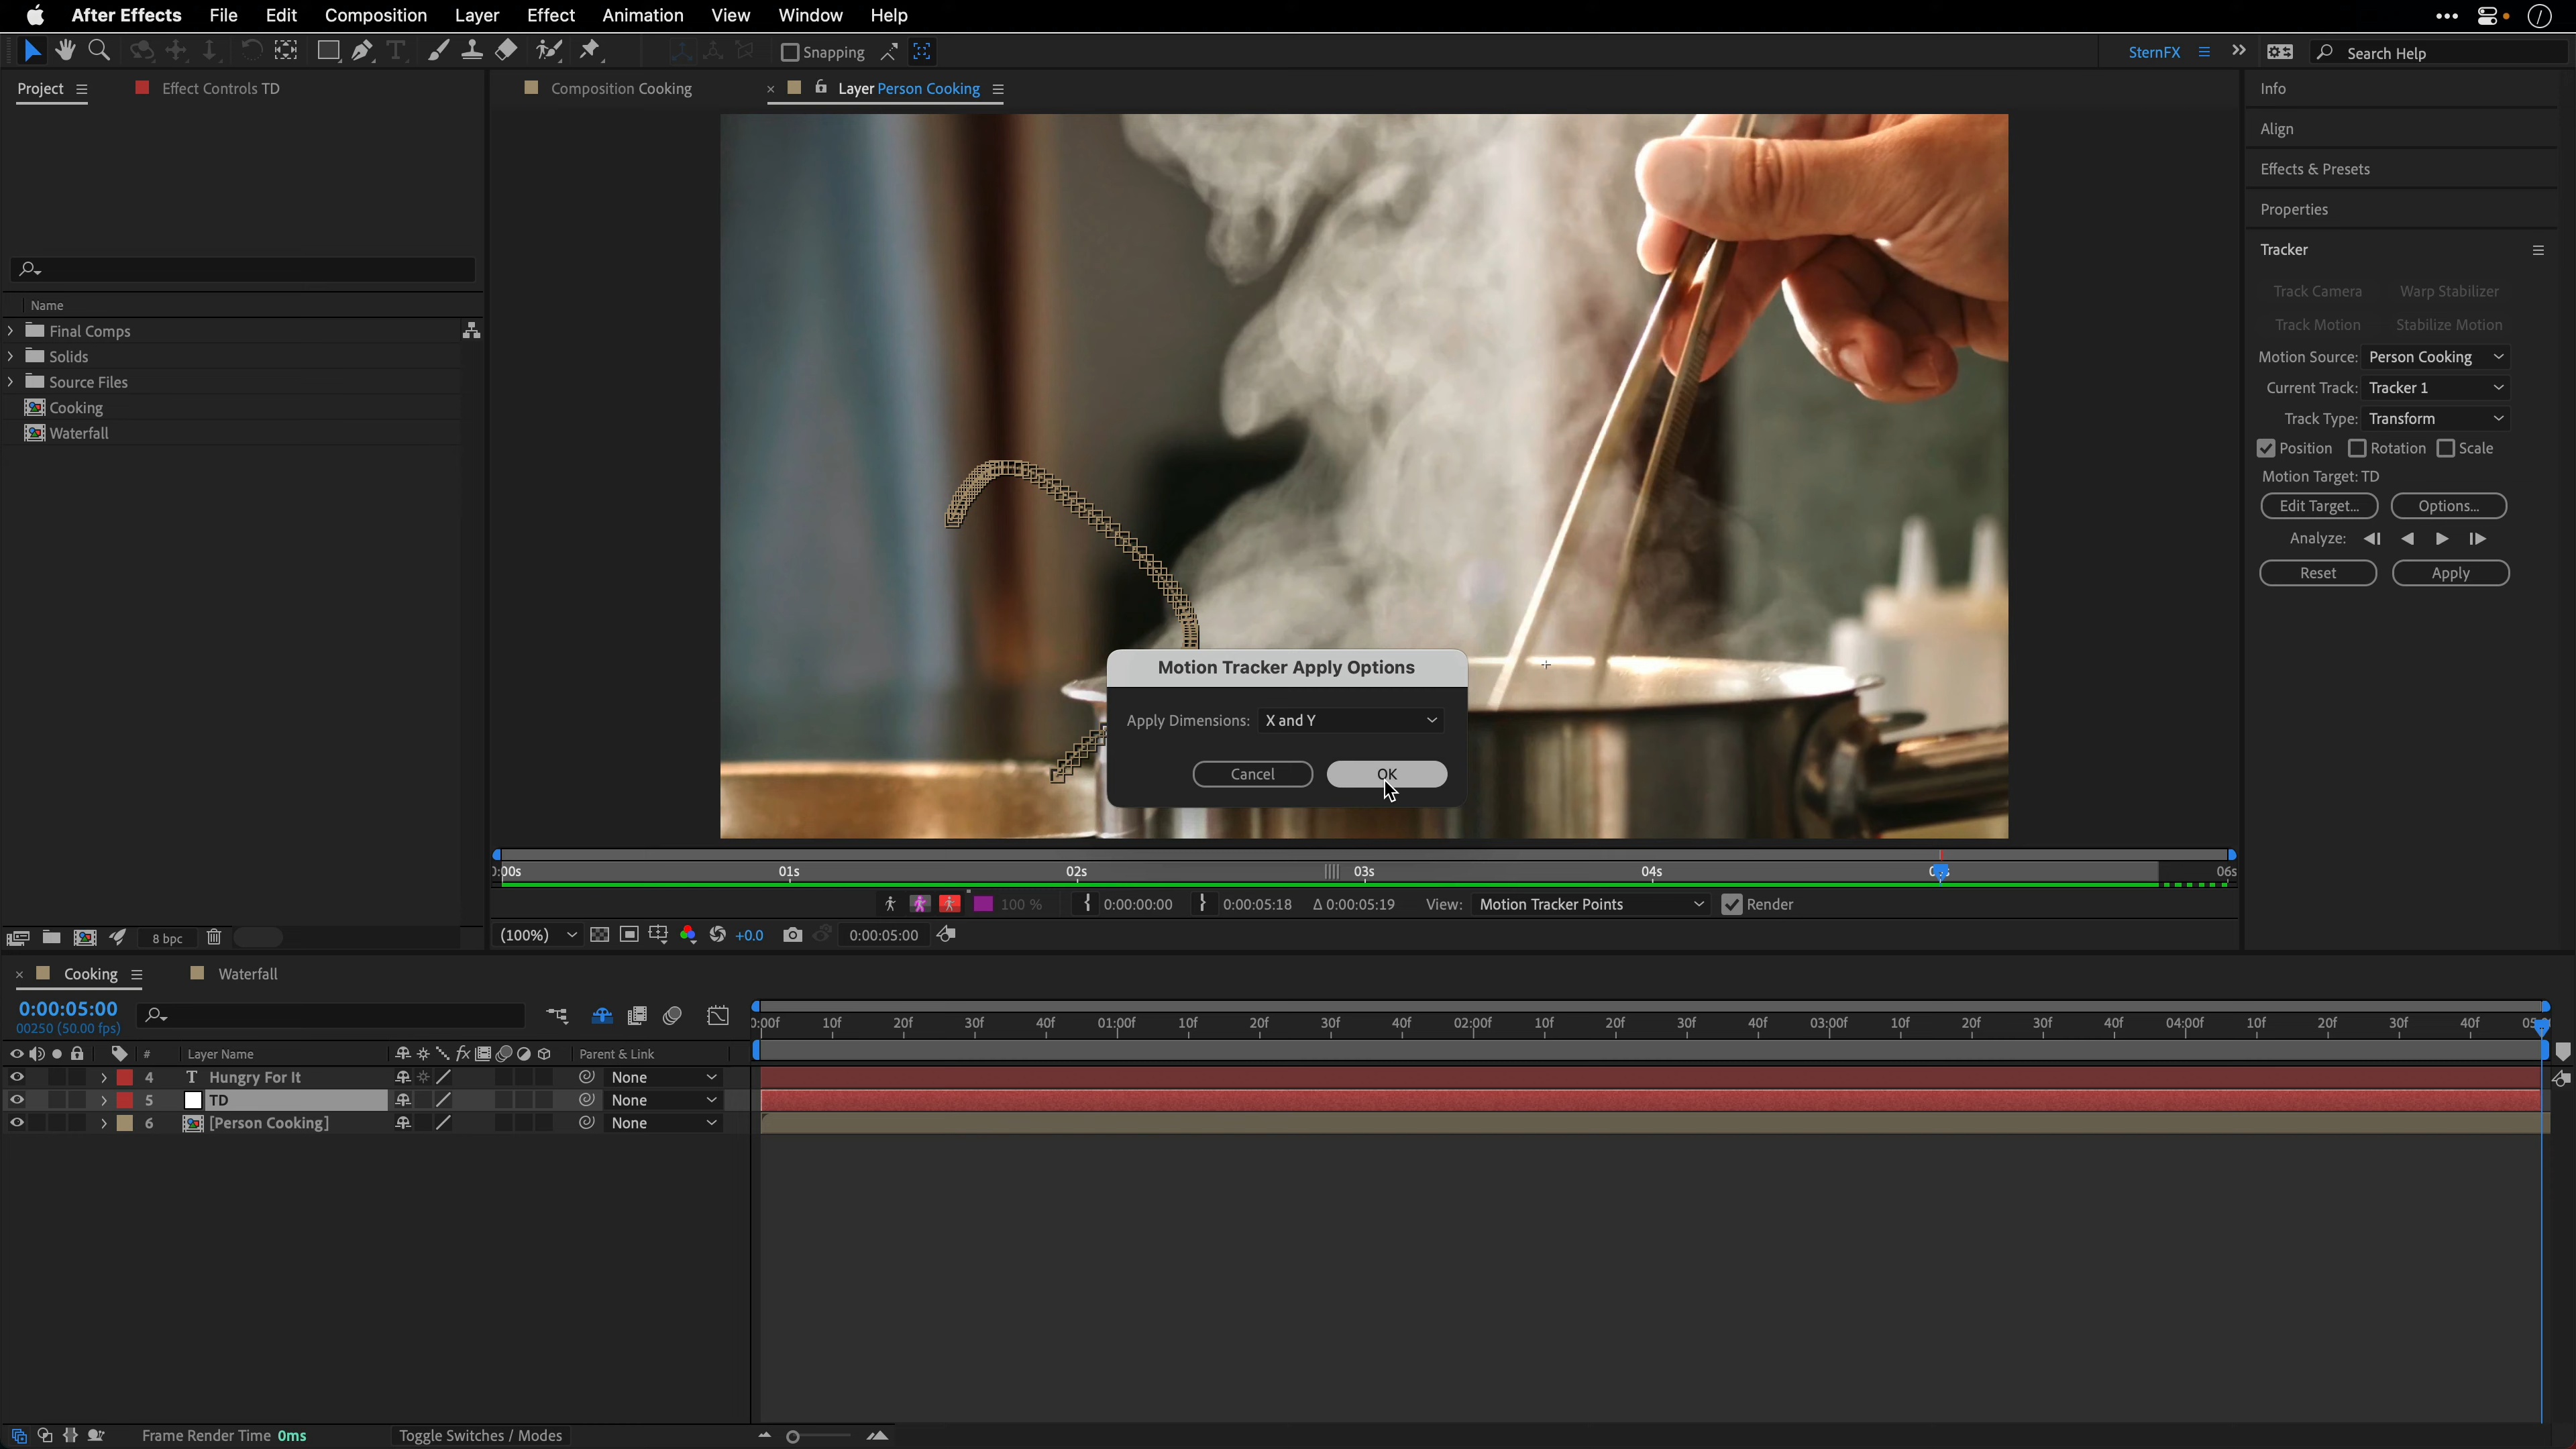 After Effects File Edit Composition Layer Effect Animation View Window Help
Snapping SternFX Search Help
Project Effect Controls TD Composition Cooking Layer Person Cooking Info
Align
Effects & Presets
Properties
Tracker
Track Camera Warp Stabilizer
Track Motion Stabilize Motion
Motion Source: Person Cooking
Current Track: Tracker 1
Track Type: Transform
Position Rotation Scale
Motion Target: TD
Edit Target... Options...
Analyze:
Reset Apply
Name
Final Comps
Solids
Source Files
Cooking
Waterfall
Motion Tracker Apply Options
Apply Dimensions: X and Y
Cancel OK
01s 02s 03s 04s 06s
100 % 0:00:00:00 0:00:05:18 Δ 0:00:05:19 View: Motion Tracker Points Render
8 bpc (100%) +0.0 0:00:05:00
Cooking Waterfall
0:00:05:00
00250 (50.00 fps)
10f 20f 30f 40f 01:00f 10f 20f 30f 40f 02:00f 10f 20f 30f 40f 03:00f 10f 20f 30f 40f 04:00f 10f 20f 30f 40f
# Layer Name Parent & Link
4 T Hungry For It None
5 TD None
6 [Person Cooking] None
Frame Render Time 0ms Toggle Switches / Modes